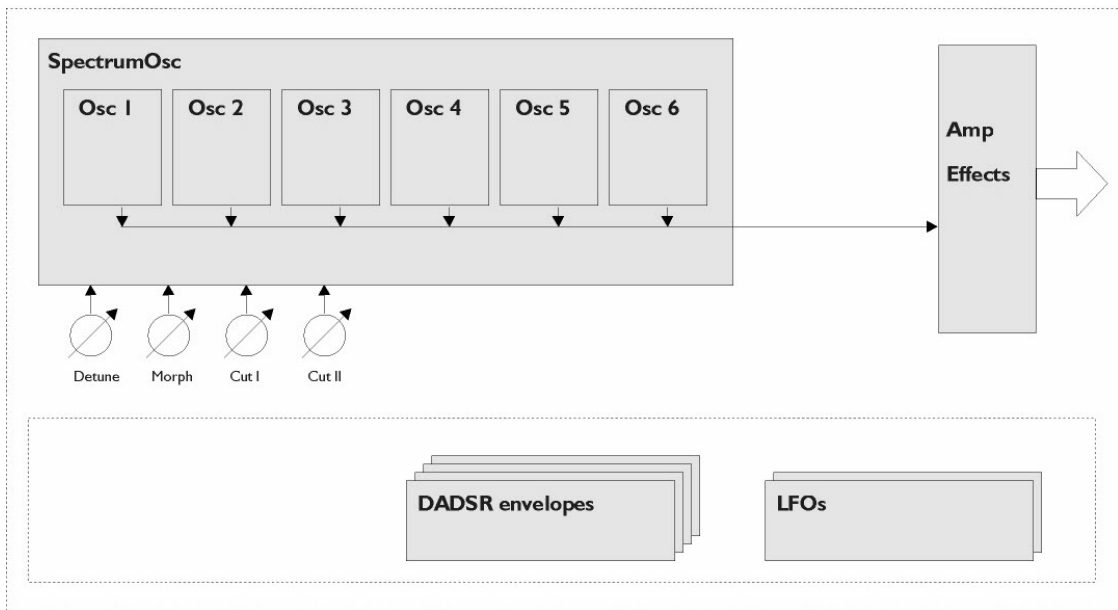 SpectrumOsc
Osc 1
Osc 2
Osc 3
Osc 4
Osc 5
Osc 6
Amp
Effects
Detune
Morph
Cut I
Cut II
DADSR envelopes
LFOs